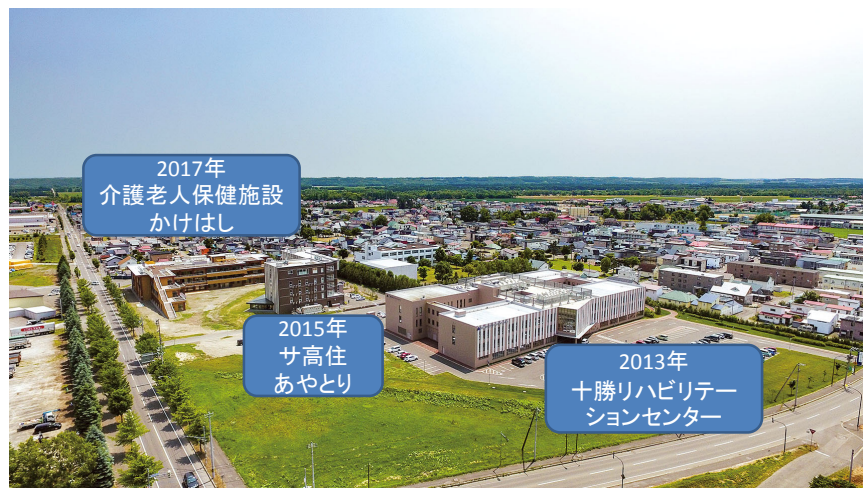 2017年
介護老人保健施設
かけはし
2015年
サ高住
あやとり
2013年
十勝リハビリテー
ションセンター